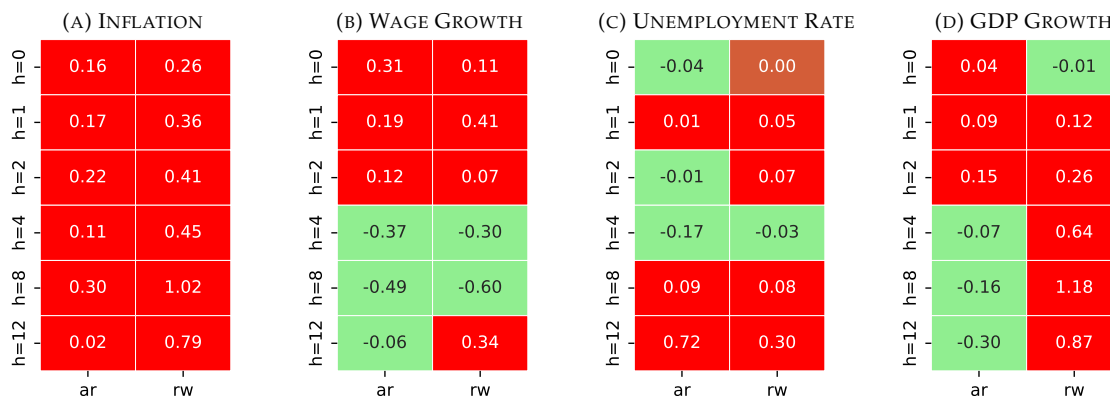 (A) INFLATION
h=0 0.16 0.26
h=1 0.17 0.36
h=2 0.22 0.41
h=4 0.11 0.45
h=8 0.30 1.02
h=12 0.02 0.79
ar rw
(B) WAGE GROWTH
h=0 0.31 0.11
h=1 0.19 0.41
h=2 0.12 0.07
h=4 -0.37 -0.30
h=8 -0.49 -0.60
h=12 -0.06 0.34
ar rw
(C) UNEMPLOYMENT RATE
h=0 -0.04 0.00
h=1 0.01 0.05
h=2 -0.01 0.07
h=4 -0.17 -0.03
h=8 0.09 0.08
h=12 0.72 0.30
ar rw
(D) GDP GROWTH
h=0 0.04 -0.01
h=1 0.09 0.12
h=2 0.15 0.26
h=4 -0.07 0.64
h=8 -0.16 1.18
h=12 -0.30 0.87
ar rw